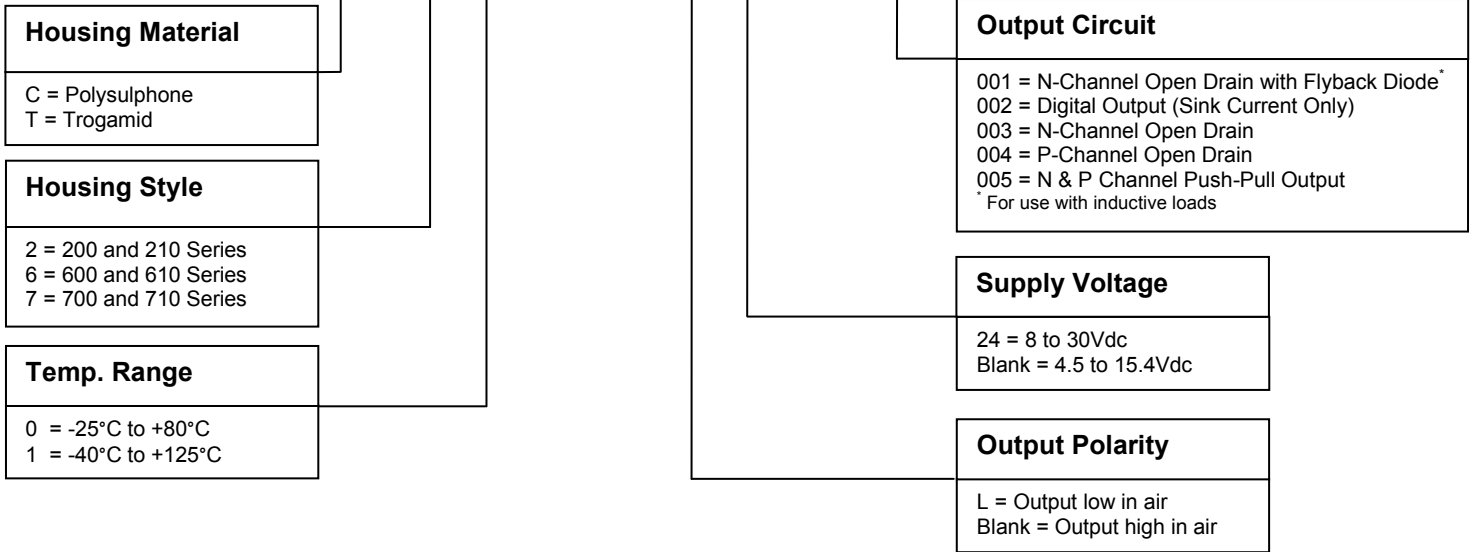 Housing Material
C = Polysulphone
T = Trogamid
Housing Style
2 = 200 and 210 Series
6 = 600 and 610 Series
7 = 700 and 710 Series
Temp. Range
0 = -25°C to +80°C
1 = -40°C to +125°C
Output Circuit
001 = N-Channel Open Drain with Flyback Diode*
002 = Digital Output (Sink Current Only)
003 = N-Channel Open Drain
004 = P-Channel Open Drain
005 = N & P Channel Push-Pull Output
* For use with inductive loads
Supply Voltage
24 = 8 to 30Vdc
Blank = 4.5 to 15.4Vdc
Output Polarity
L = Output low in air
Blank = Output high in air